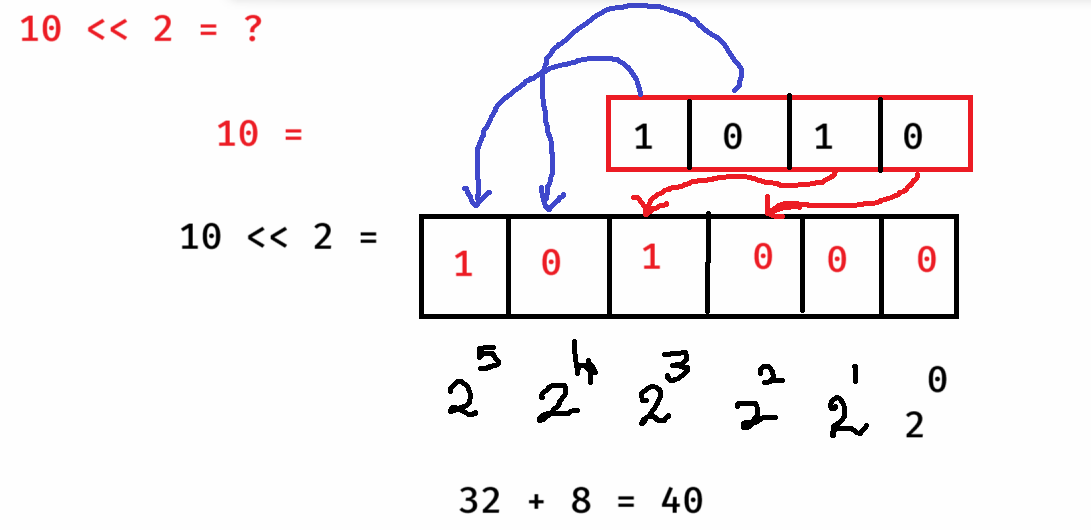 10 << 2 = ?
10 = 1 0 1 0
10 << 2 = 1 0 1 0 0 0
2^5 2^4 2^3 2^2 2^1 2^0
32 + 8 = 40